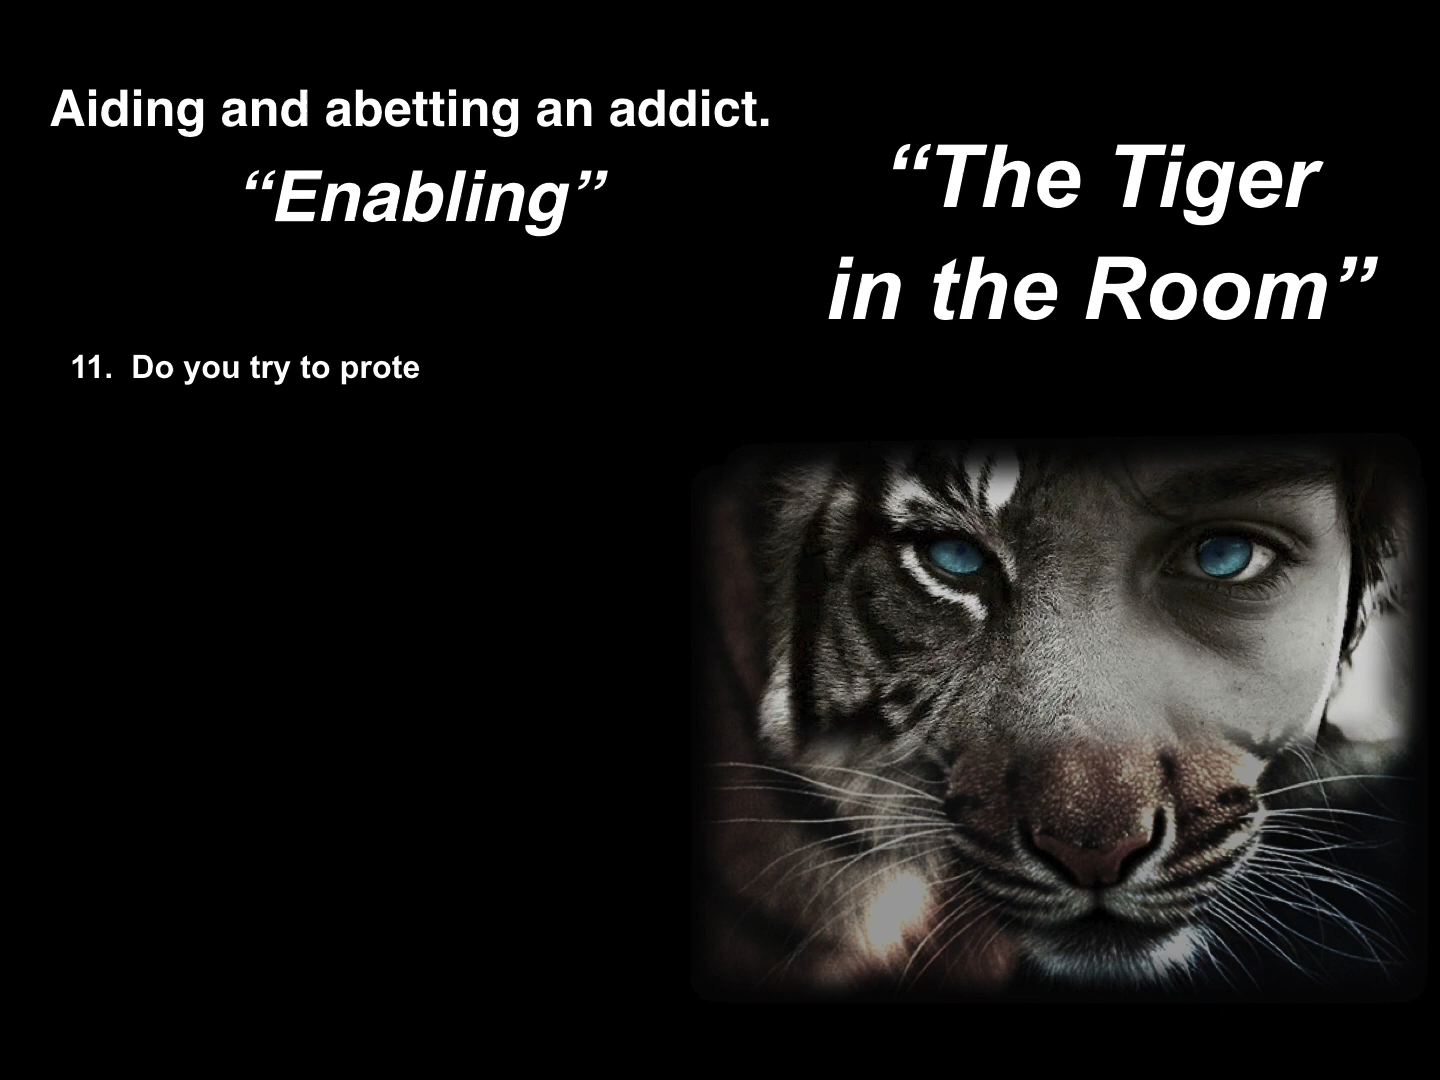 Aiding and abetting an addict.
“Enabling”
“The Tiger
in the Room”
11.  Do you try to prote